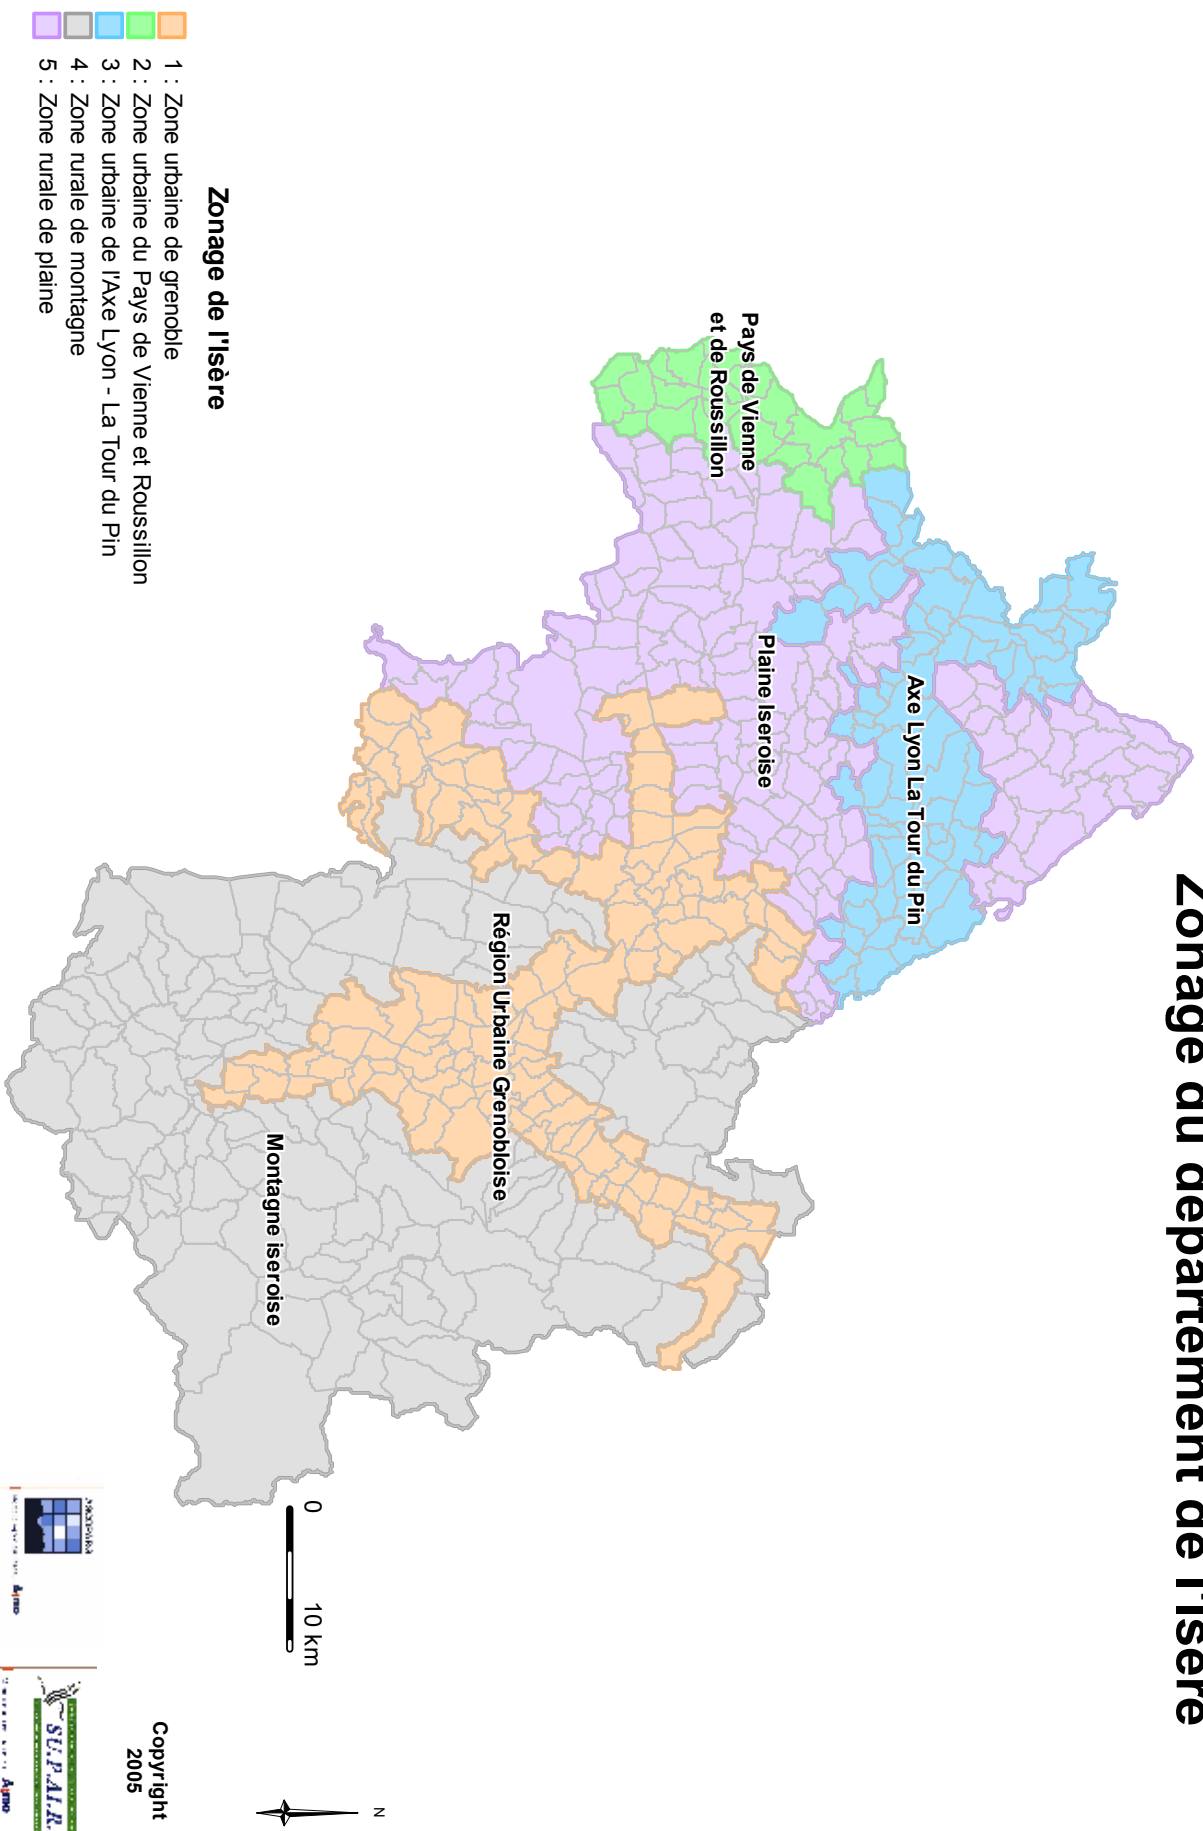 Zonage du département de l'Isère
Pays de Vienne
et de Roussillon
Axe Lyon La Tour du Pin
Plaine Iseroise
Région Urbaine Grenobloise
Montagne iseroise
Zonage de l'Isère
1 : Zone urbaine de grenoble
2 : Zone urbaine du Pays de Vienne et Roussillon
3 : Zone urbaine de l'Axe Lyon - La Tour du Pin
4 : Zone rurale de montagne
5 : Zone rurale de plaine
0 10 km
N
Copyright
2005
ASCOPARG
S.U.P.AI.R.